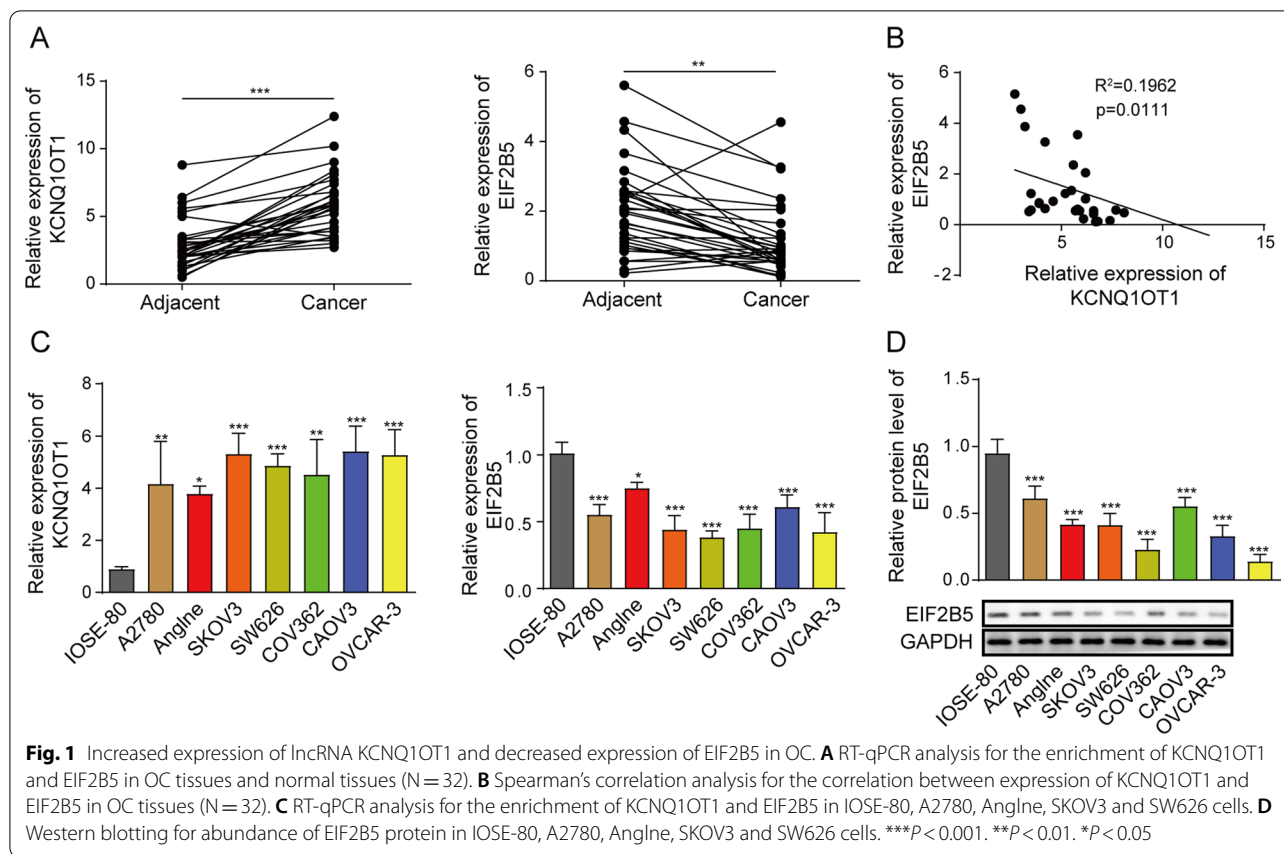 A
Relative expression of
KCNQ1OT1
15
10
5
0
***
Adjacent
Cancer
Relative expression of
EIF2B5
6
4
2
0
**
Adjacent
Cancer
B
Relative expression of
EIF2B5
6
4
2
0
-2
R²=0.1962
p=0.0111
5
10
15
Relative expression of
KCNQ1OT1
C
Relative expression of
KCNQ1OT1
8
6
4
2
0
**
*
***
***
**
***
***
IOSE-80
A2780
AngIne
SKOV3
SW626
COV362
CAOV3
OVCAR-3
Relative expression of
EIF2B5
1.5
1.0
0.5
0.0
***
*
***
***
***
***
***
IOSE-80
A2780
AngIne
SKOV3
SW626
COV362
CAOV3
OVCAR-3
D
Relative protein level of
EIF2B5
1.5
1.0
0.5
0.0
***
***
***
***
***
***
***
EIF2B5
GAPDH
IOSE-80
A2780
AngIne
SKOV3
SW626
COV362
CAOV3
OVCAR-3
Fig. 1 Increased expression of lncRNA KCNQ1OT1 and decreased expression of EIF2B5 in OC. A RT-qPCR analysis for the enrichment of KCNQ1OT1
and EIF2B5 in OC tissues and normal tissues (N = 32). B Spearman's correlation analysis for the correlation between expression of KCNQ1OT1 and
EIF2B5 in OC tissues (N = 32). C RT-qPCR analysis for the enrichment of KCNQ1OT1 and EIF2B5 in IOSE-80, A2780, AngIne, SKOV3 and SW626 cells. D
Western blotting for abundance of EIF2B5 protein in IOSE-80, A2780, AngIne, SKOV3 and SW626 cells. ***P < 0.001. **P < 0.01. *P < 0.05